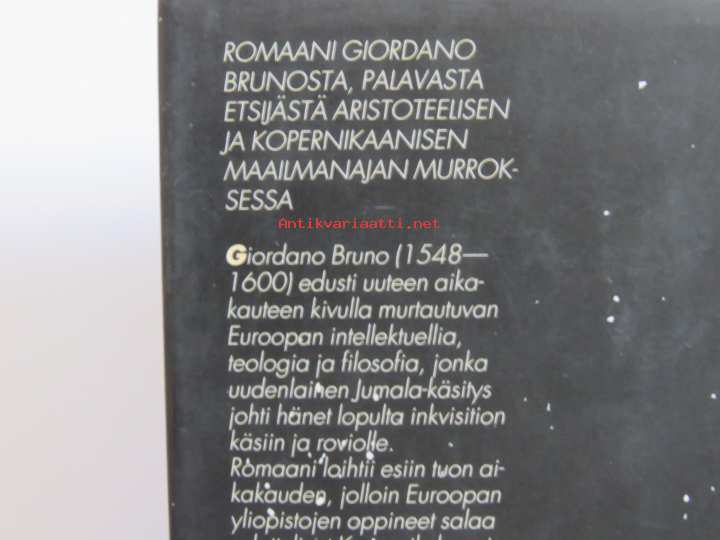 ROMAANI GIORDANO
BRUNOSTA, PALAVASTA
ETSIJÄSTÄ ARISTOTEELISEN
JA KOPERNIKAANISEN
MAAILMANAJAN MURROK-
SESSA
Antikvariaatti.net
Giordano Bruno (1548—
1600) edusti uuteen aika-
kauteen kivulla murtautuvan
Euroopan intellektuellia,
teologia ja filosofia, jonka
uudenlainen Jumala-käsitys
johti hänet lopulta inkvisition
käsiin ja roviolle.
Romaani loihtii esiin tuon ai-
kakauden, jolloin Euroopan
yliopistojen oppineet salaa